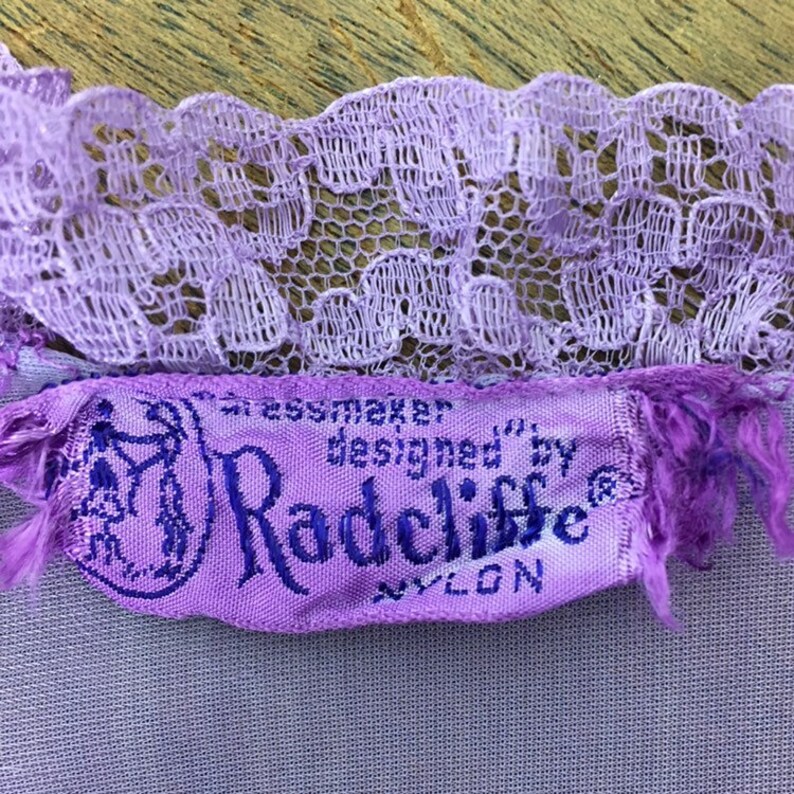 "dressmaker
designed" by
Radcliffe®
NYLON